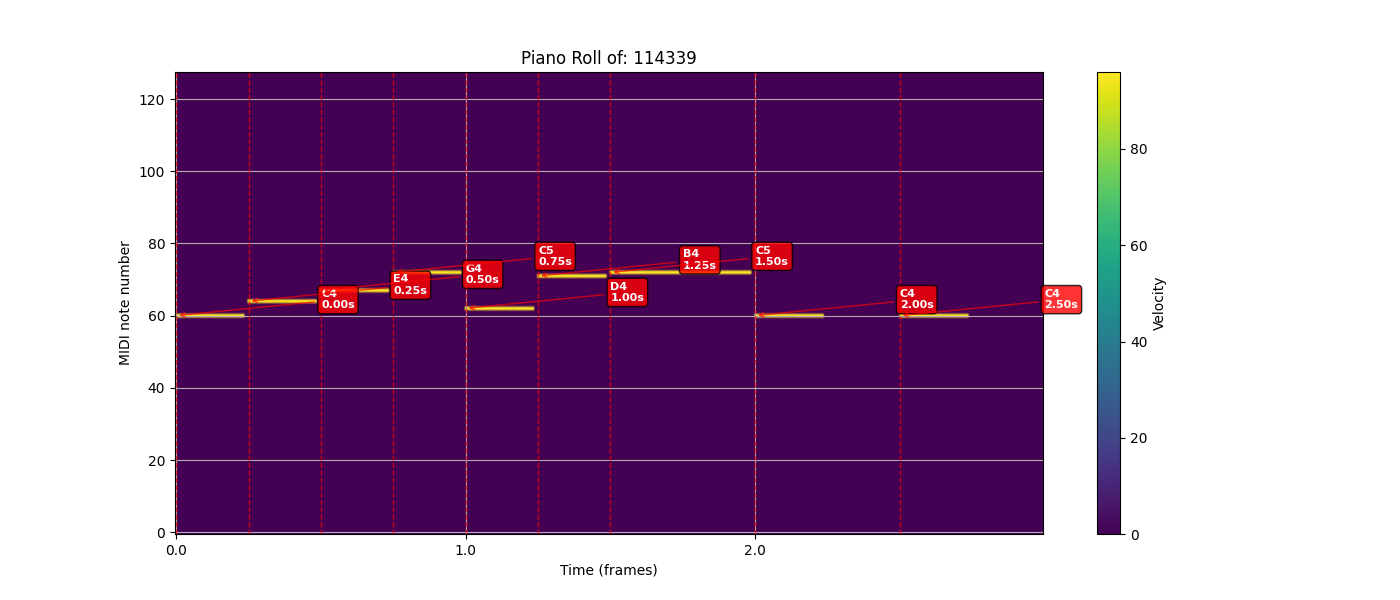 Piano Roll of: 114339
MIDI note number
120
100
80
60
40
20
0
C4
0.00s
E4
0.25s
G4
0.50s
C5
0.75s
D4
1.00s
B4
1.25s
C5
1.50s
C4
2.00s
C4
2.50s
0.0
1.0
2.0
Time (frames)
80
60
40
20
0
Velocity